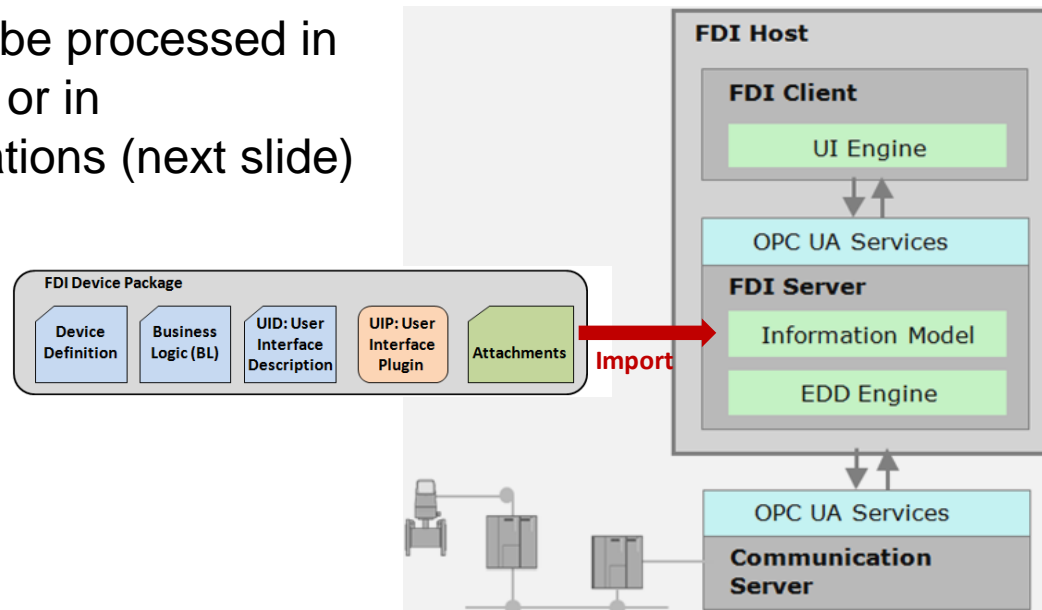 be processed in
or in
ations (next slide)
FDI Host
FDI Client
UI Engine
OPC UA Services
FDI Server
Information Model
EDD Engine
FDI Device Package
Device
Definition
Business
Logic (BL)
UID: User
Interface
Description
UIP: User
Interface
Plugin
Attachments
Import
OPC UA Services
Communication
Server